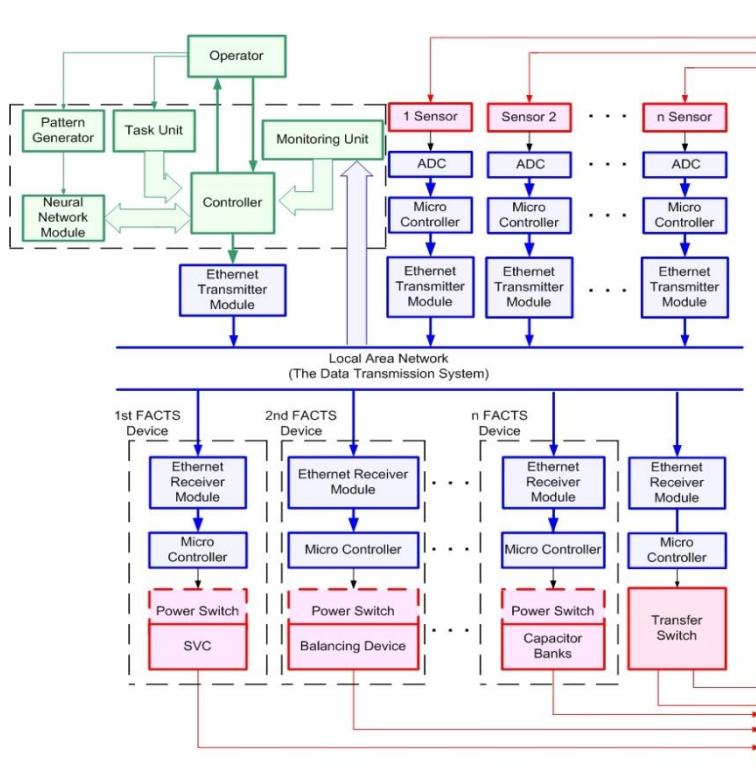 Operator
Pattern
Generator
Task Unit
Monitoring Unit
Neural
Network
Module
Controller
Ethernet
Transmitter
Module
1 Sensor
Sensor 2
. . .
n Sensor
ADC
ADC
. . .
ADC
Micro
Controller
Micro
Controller
. . .
Micro
Controller
Ethernet
Transmitter
Module
Ethernet
Transmitter
Module
. . .
Ethernet
Transmitter
Module
Local Area Network
(The Data Transmission System)
1st FACTS
Device
2nd FACTS
Device
n FACTS
Device
Ethernet
Receiver
Module
Ethernet Receiver
Module
. . .
Ethernet
Receiver
Module
Ethernet
Receiver
Module
Micro
Controller
Micro Controller
. . .
Micro Controller
Micro
Controller
Power Switch
SVC
Power Switch
Balancing Device
. . .
Power Switch
Capacitor
Banks
Transfer
Switch